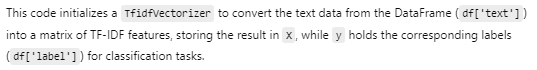 This code initializes a TfidfVectorizer to convert the text data from the DataFrame ( df['text'] )
into a matrix of TF-IDF features, storing the result in x , while y holds the corresponding labels
( df['label'] ) for classification tasks.